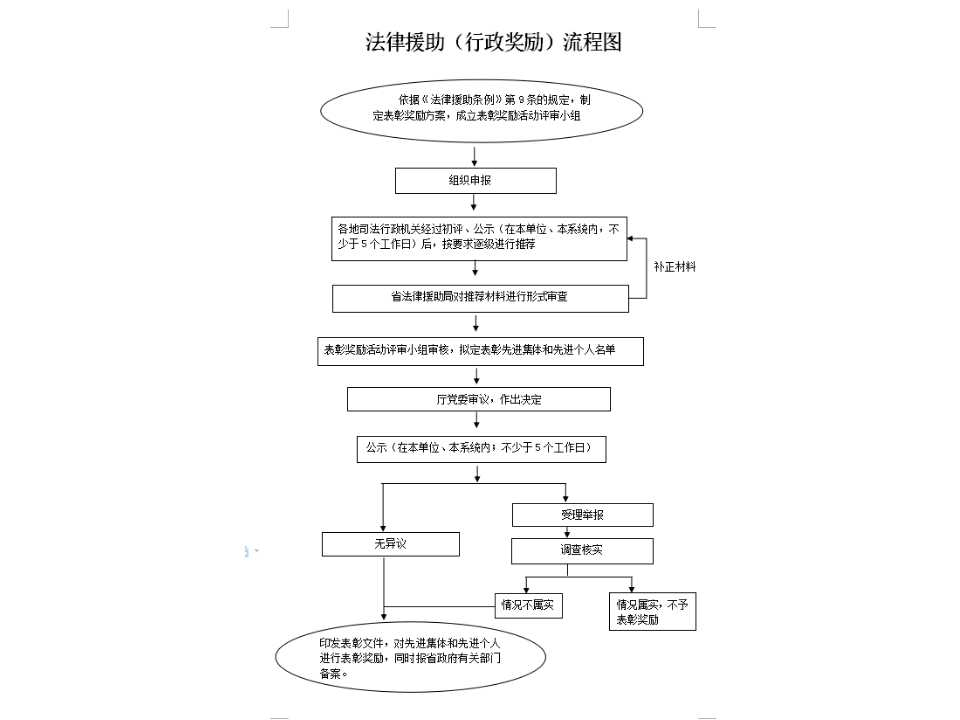 法律援助（行政奖励）流程图
依据《法律援助条例》第9条的规定，制
定表彰奖励方案，成立表彰奖励活动评审小组
组织申报
各地司法行政机关经过初评、公示（在本单位、本系统内，不
少于5个工作日）后，按要求逐级进行推荐
补正材料
省法律援助局对推荐材料进行形式审查
表彰奖励活动评审小组审核，拟定表彰先进集体和先进个人名单
厅党委审议，作出决定
公示（在本单位、本系统内；不少于5个工作日）
受理举报
无异议
调查核实
情况不属实
情况属实，不予
表彰奖励
印发表彰文件，对先进集体和先进个人
进行表彰奖励，同时报省政府有关部门
备案。